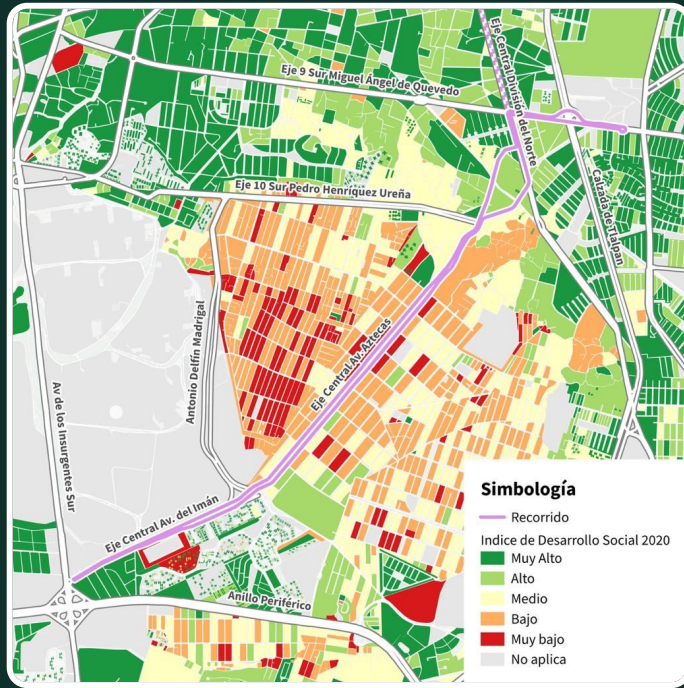 Eje 9 Sur Miguel Ángel de Quevedo
Eje Central División del Norte
Calzada de Tlalpan
Eje 10 Sur Pedro Henriquez Ureña
Antonio Delfín Madrigal
Eje Central Av. Aztecas
Av de los Insurgentes Sur
Eje Central Av. del Imán
Anillo Periférico
Simbología
Recorrido
Indice de Desarrollo Social 2020
Muy Alto
Alto
Medio
Bajo
Muy bajo
No aplica